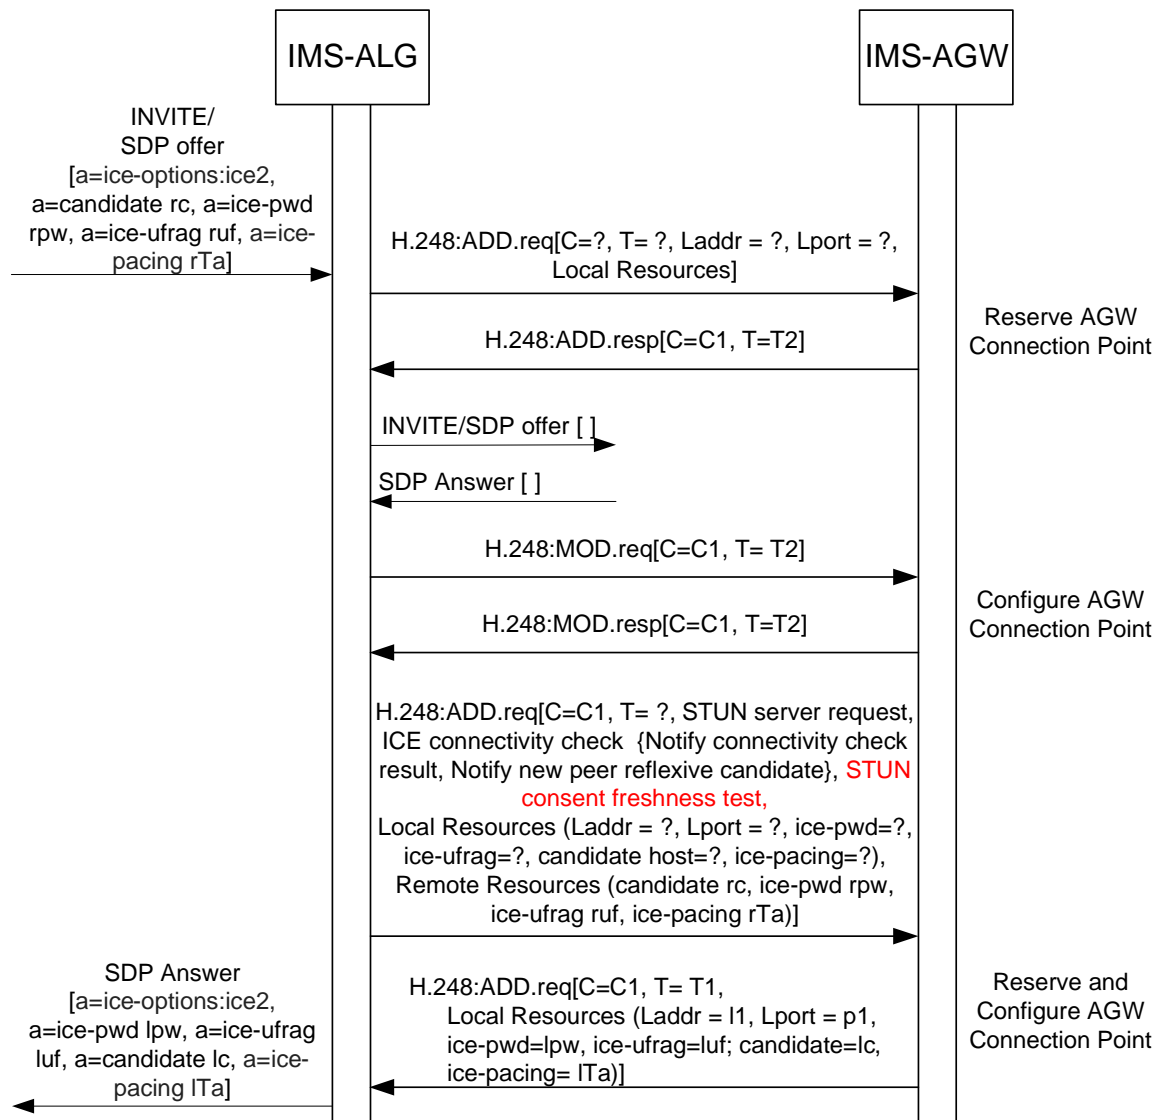 IMS-ALG
IMS-AGW
INVITE/
SDP offer
[a=ice-options:ice2,
a=candidate rc, a=ice-pwd
rpw, a=ice-ufrag ruf, a=ice-
pacing rTa]
H.248:ADD.req[C=?, T= ?, Laddr = ?, Lport = ?,
Local Resources]
Reserve AGW
Connection Point
H.248:ADD.resp[C=C1, T=T2]
INVITE/SDP offer [ ]
SDP Answer [ ]
H.248:MOD.req[C=C1, T= T2]
Configure AGW
Connection Point
H.248:MOD.resp[C=C1, T=T2]
H.248:ADD.req[C=C1, T= ?, STUN server request,
ICE connectivity check {Notify connectivity check
result, Notify new peer reflexive candidate}, STUN
consent freshness test,
Local Resources (Laddr = ?, Lport = ?, ice-pwd=?,
ice-ufrag=?, candidate host=?, ice-pacing=?),
Remote Resources (candidate rc, ice-pwd rpw,
ice-ufrag ruf, ice-pacing rTa)]
SDP Answer
[a=ice-options:ice2,
a=ice-pwd lpw, a=ice-ufrag
luf, a=candidate lc, a=ice-
pacing lTa]
H.248:ADD.req[C=C1, T= T1,
Local Resources (Laddr = l1, Lport = p1,
ice-pwd=lpw, ice-ufrag=luf; candidate=lc,
ice-pacing= lTa)]
Reserve and
Configure AGW
Connection Point